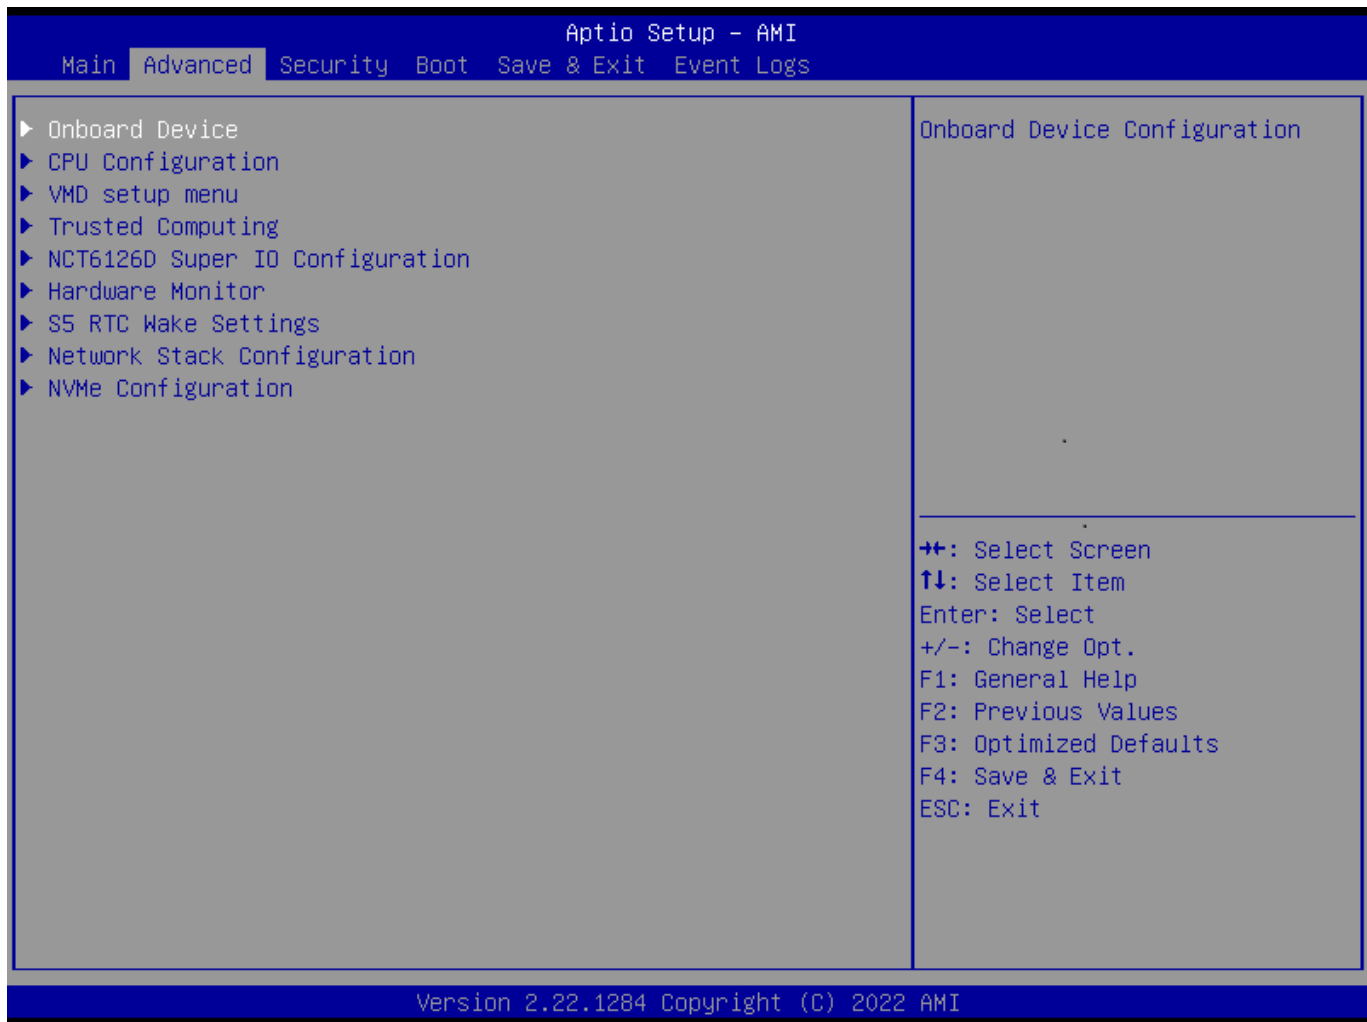 Aptio Setup – AMI
Main Advanced Security Boot Save & Exit Event Logs
Onboard Device
CPU Configuration
VMD setup menu
Trusted Computing
NCT6126D Super IO Configuration
Hardware Monitor
S5 RTC Wake Settings
Network Stack Configuration
NVMe Configuration
Onboard Device Configuration
→←: Select Screen
↑↓: Select Item
Enter: Select
+/-: Change Opt.
F1: General Help
F2: Previous Values
F3: Optimized Defaults
F4: Save & Exit
ESC: Exit
Version 2.22.1284 Copyright (C) 2022 AMI